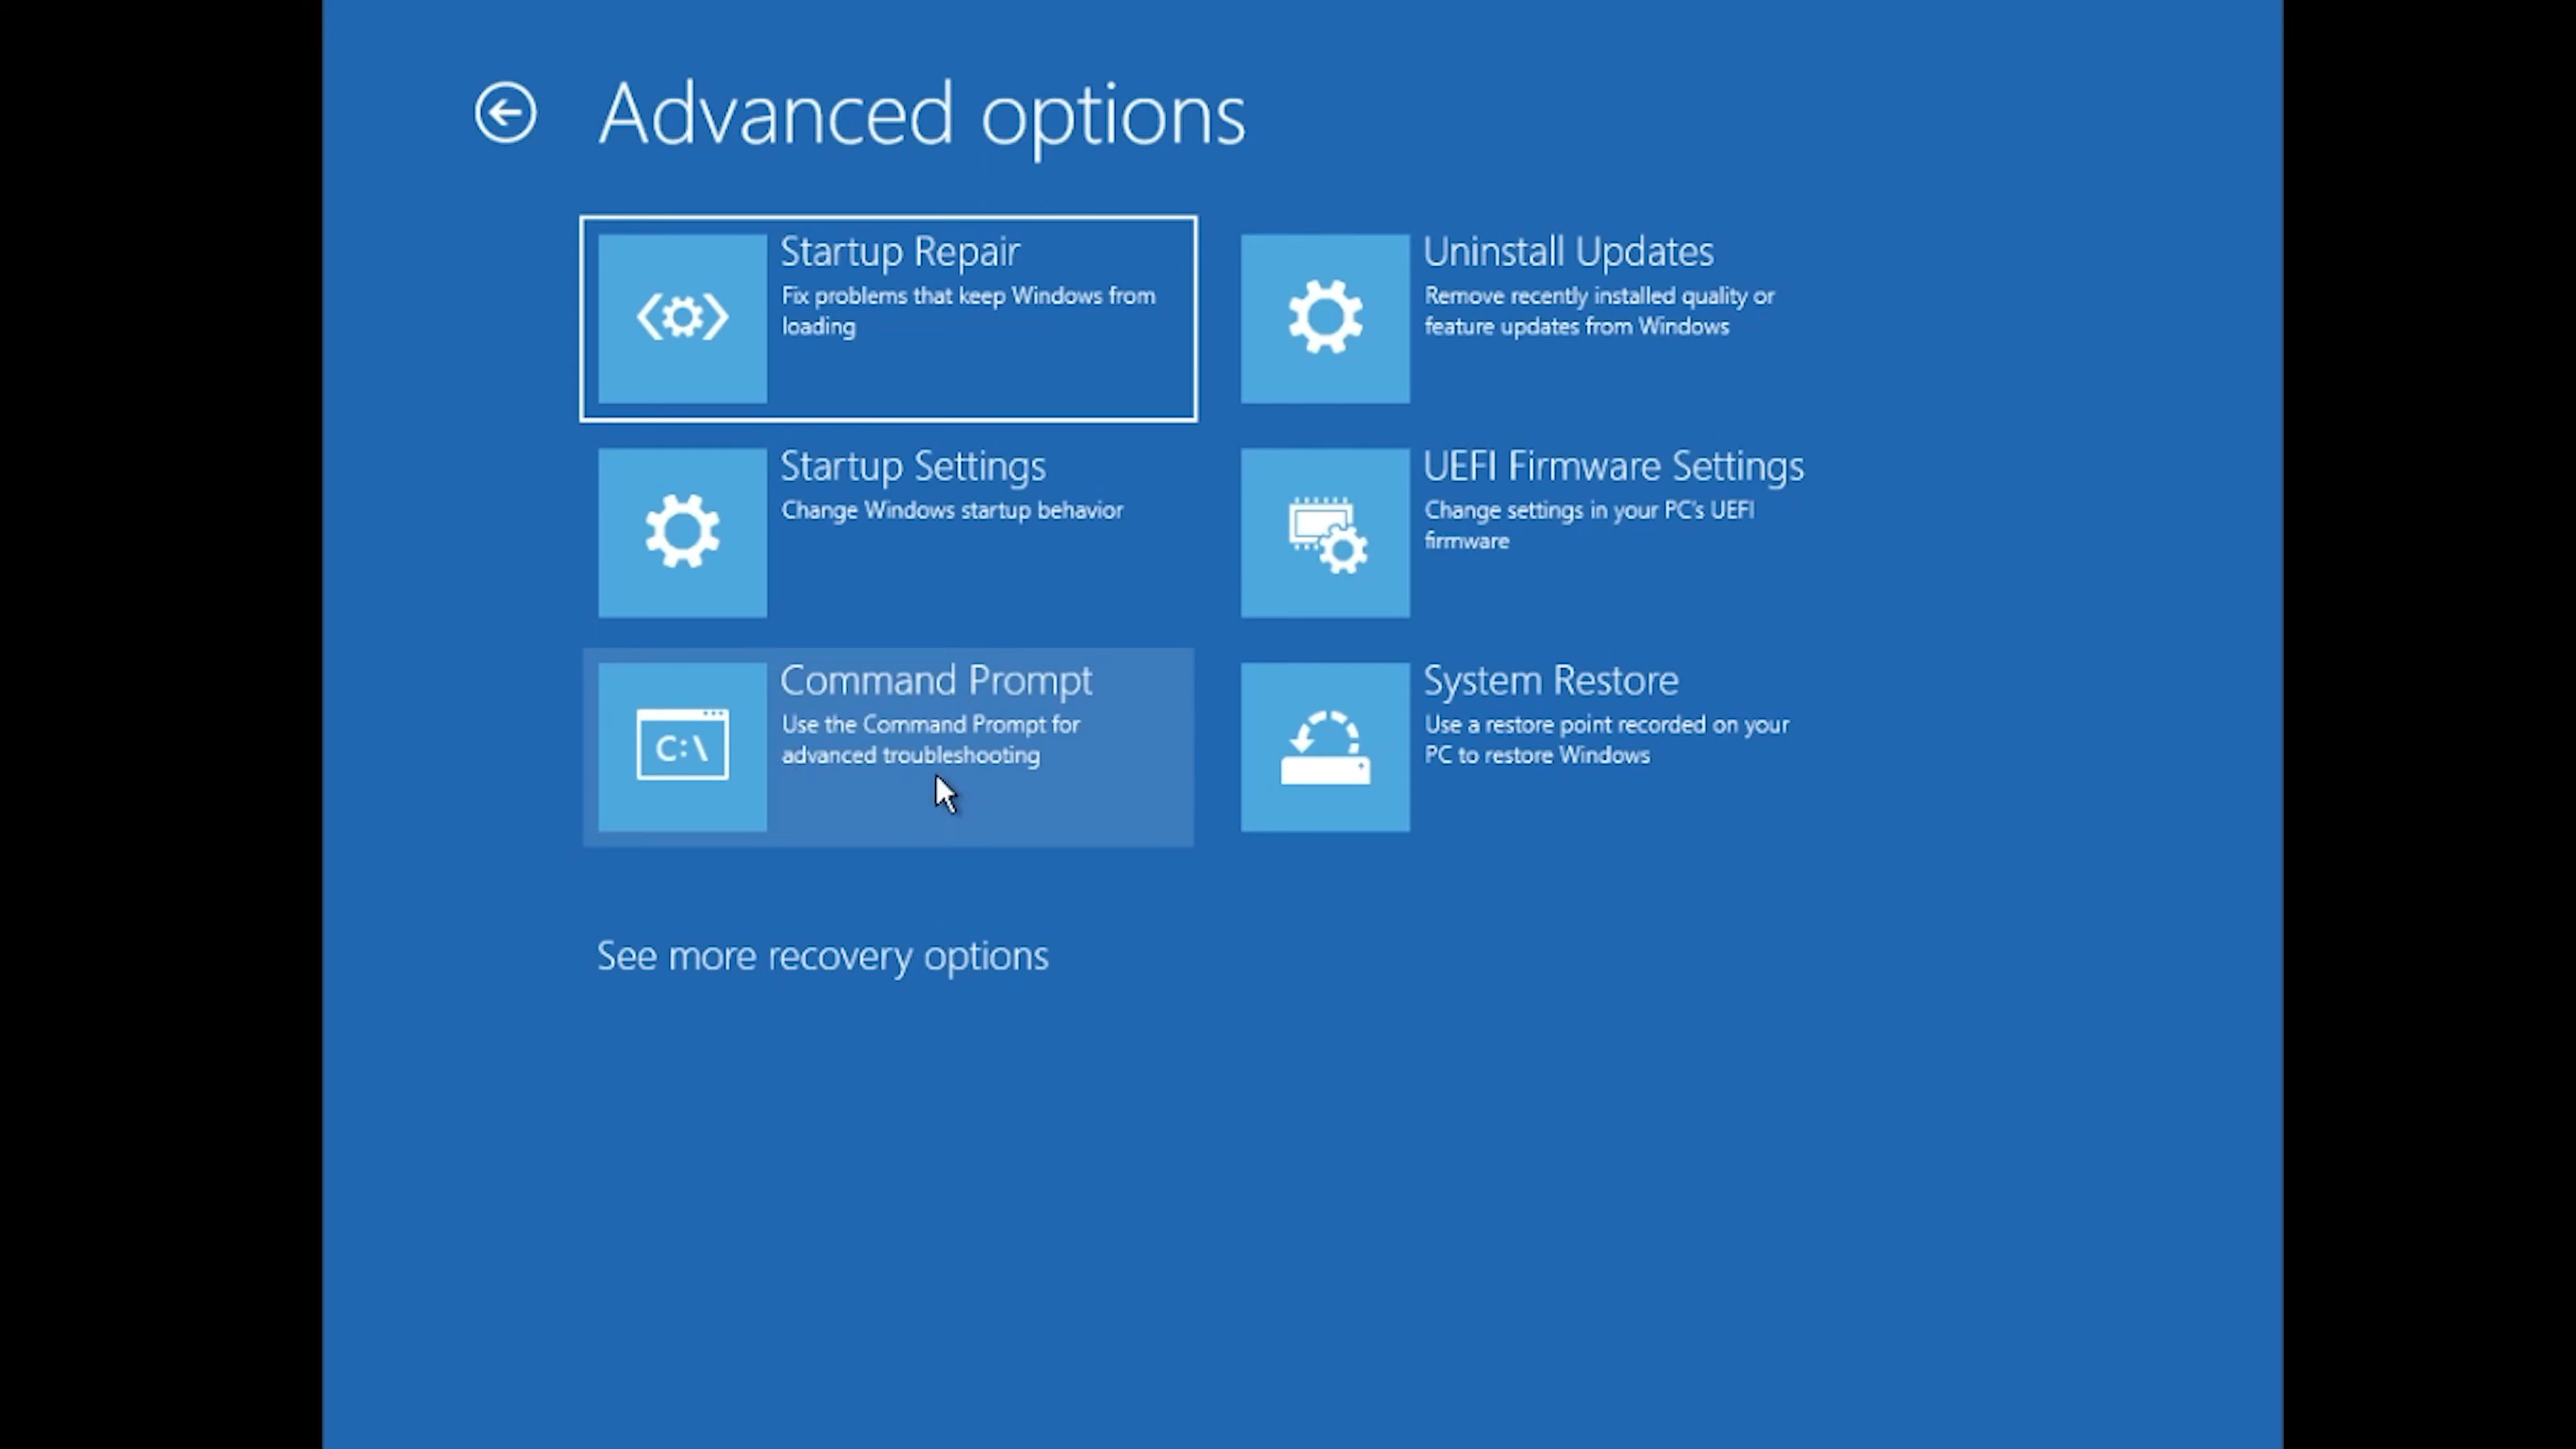 Advanced options
Startup Repair
Fix problems that keep Windows from
loading
Uninstall Updates
Remove recently installed quality or
feature updates from Windows
Startup Settings
Change Windows startup behavior
UEFI Firmware Settings
Change settings in your PC's UEFI
firmware
C:\
Command Prompt
Use the Command Prompt for
advanced troubleshooting
System Restore
Use a restore point recorded on your
PC to restore Windows
See more recovery options